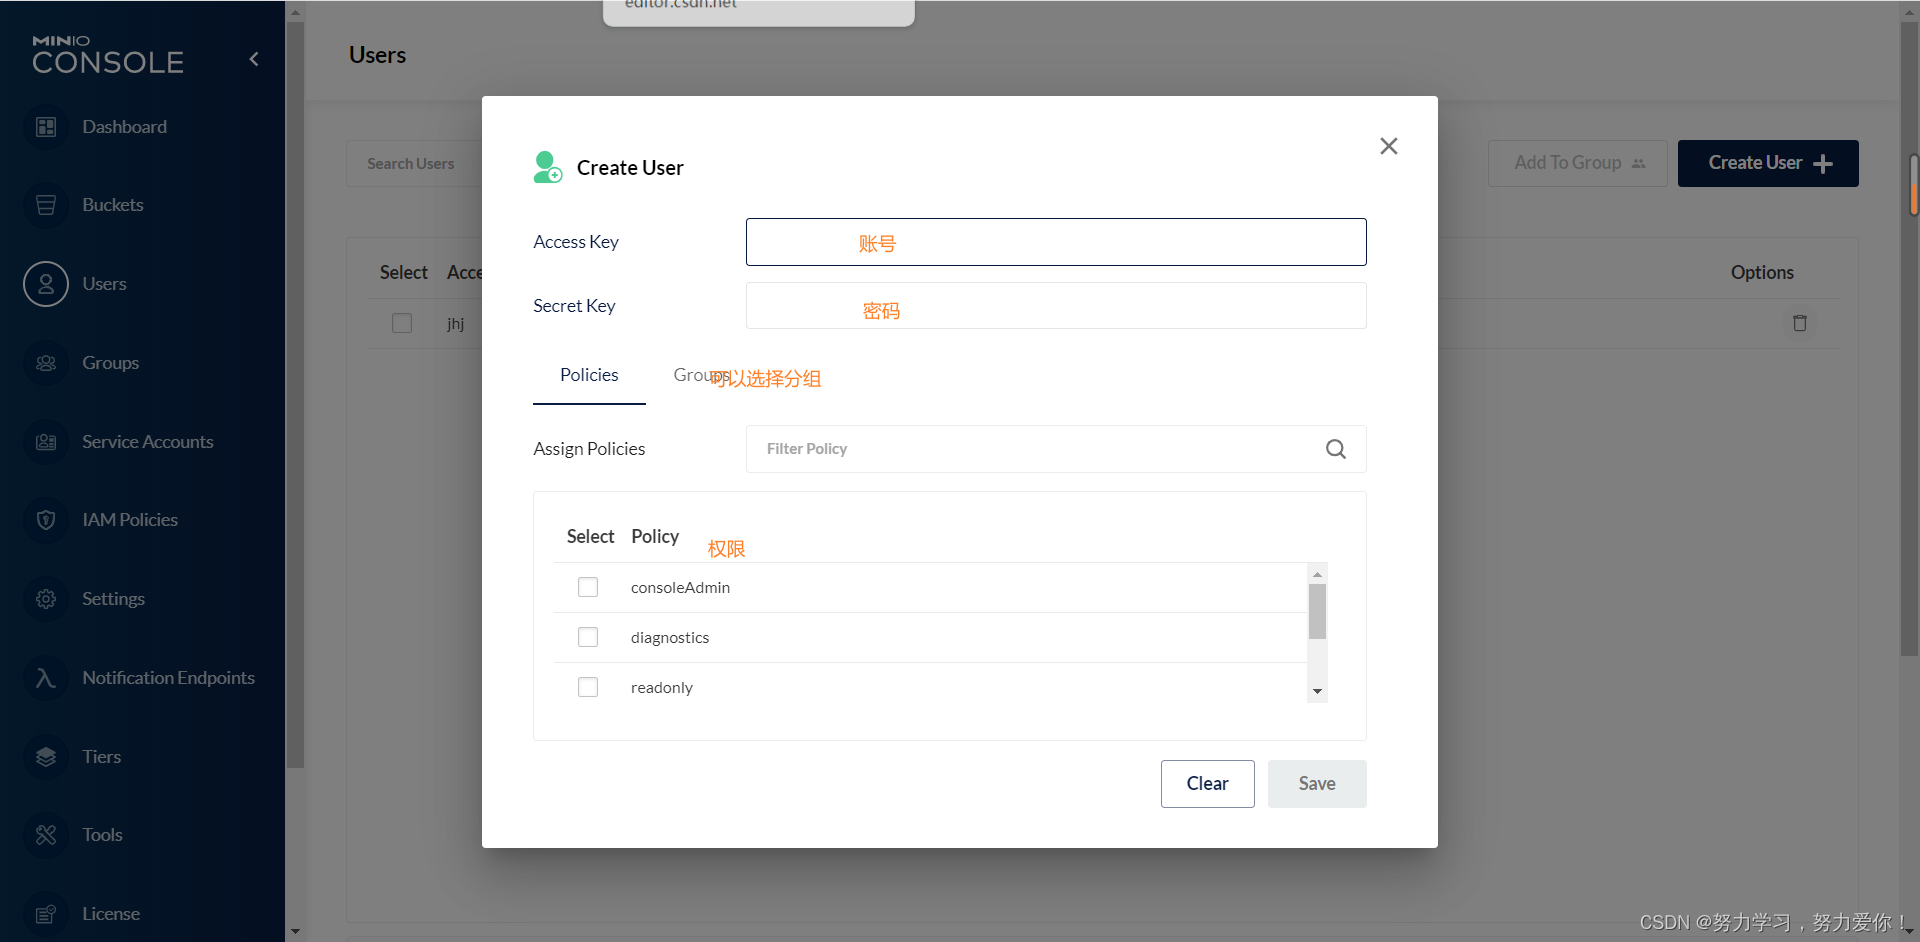 editor.csdn.net
MINIO
CONSOLE
Dashboard
Buckets
Users
Groups
Service Accounts
IAM Policies
Settings
Notification Endpoints
Tiers
Tools
License
Users
Search Users
Add To Group
Create User
Select Acce
Options
jhj
Create User
Access Key
账号
Secret Key
密码
Policies
Groups
可以选择分组
Assign Policies
Filter Policy
Select Policy
权限
consoleAdmin
diagnostics
readonly
Clear
Save
CSDN @努力学习，努力爱你！